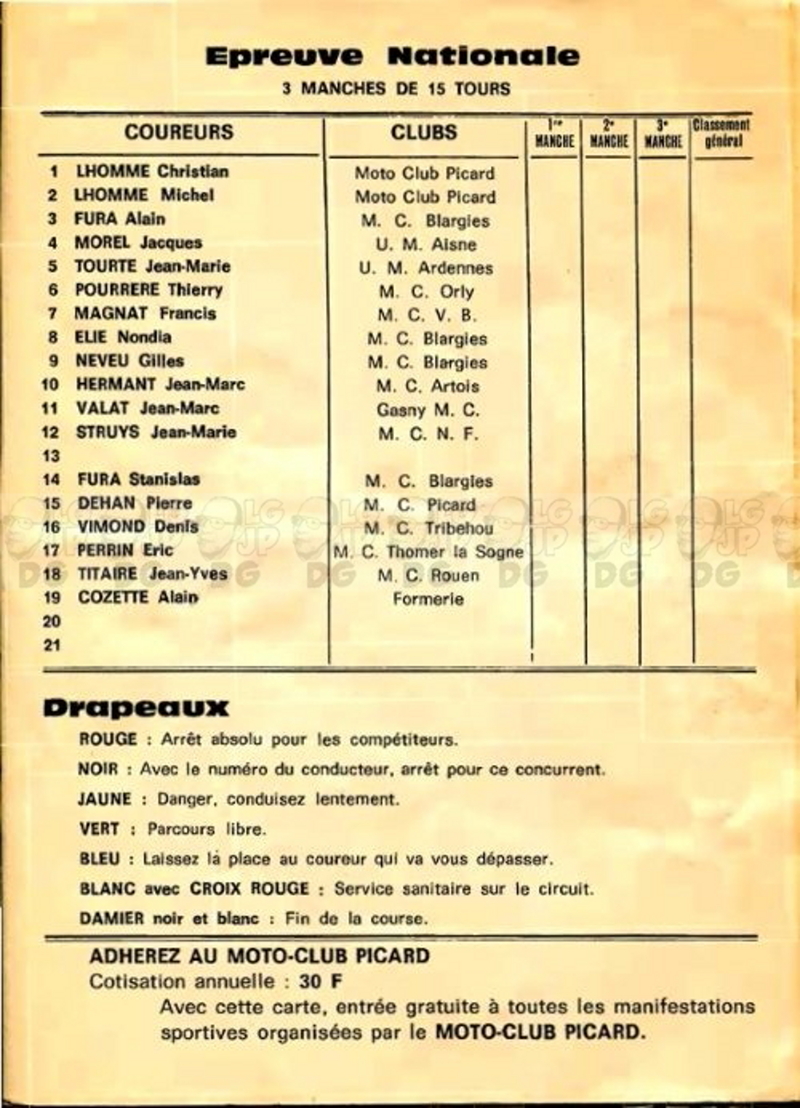 Epreuve Nationale
3 MANCHES DE 15 TOURS
COUREURS CLUBS 1re MANCHE 2e MANCHE 3e MANCHE Classement général
1 LHOMME Christian Moto Club Picard
2 LHOMME Michel Moto Club Picard
3 FURA Alain M. C. Blargies
4 MOREL Jacques U. M. Aisne
5 TOURTE Jean-Marie U. M. Ardennes
6 POURRERE Thierry M. C. Orly
7 MAGNAT Francis M. C. V. B.
8 ELIE Nondia M. C. Blargies
9 NEVEU Gilles M. C. Blargies
10 HERMANT Jean-Marc M. C. Artois
11 VALAT Jean-Marc Gasny M. C.
12 STRUYS Jean-Marie M. C. N. F.
13
14 FURA Stanislas M. C. Blargies
15 DEHAN Pierre M. C. Picard
16 VIMOND Denis M. C. Tribehou
17 PERRIN Eric M. C. Thomer la Sogne
18 TITAIRE Jean-Yves M. C. Rouen
19 COZETTE Alain Formerie
20
21
Drapeaux
ROUGE : Arrêt absolu pour les compétiteurs.
NOIR : Avec le numéro du conducteur, arrêt pour ce concurrent.
JAUNE : Danger, conduisez lentement.
VERT : Parcours libre.
BLEU : Laissez la place au coureur qui va vous dépasser.
BLANC avec CROIX ROUGE : Service sanitaire sur le circuit.
DAMIER noir et blanc : Fin de la course.
ADHEREZ AU MOTO-CLUB PICARD
Cotisation annuelle : 30 F
Avec cette carte, entrée gratuite à toutes les manifestations
sportives organisées par le MOTO-CLUB PICARD.
LG JP DG